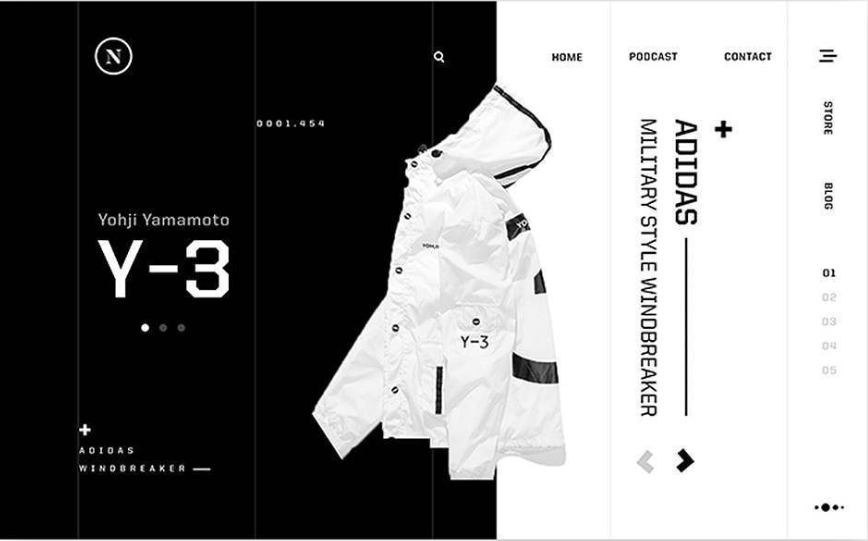 N
HOME
PODCAST
CONTACT
0001.454
STORE
BLOG
Yohji Yamamoto
Y-3
ADIDAS
MILITARY STYLE WINDBREAKER
Y-3
01
02
03
04
05
ADIDAS
WINDBREAKER